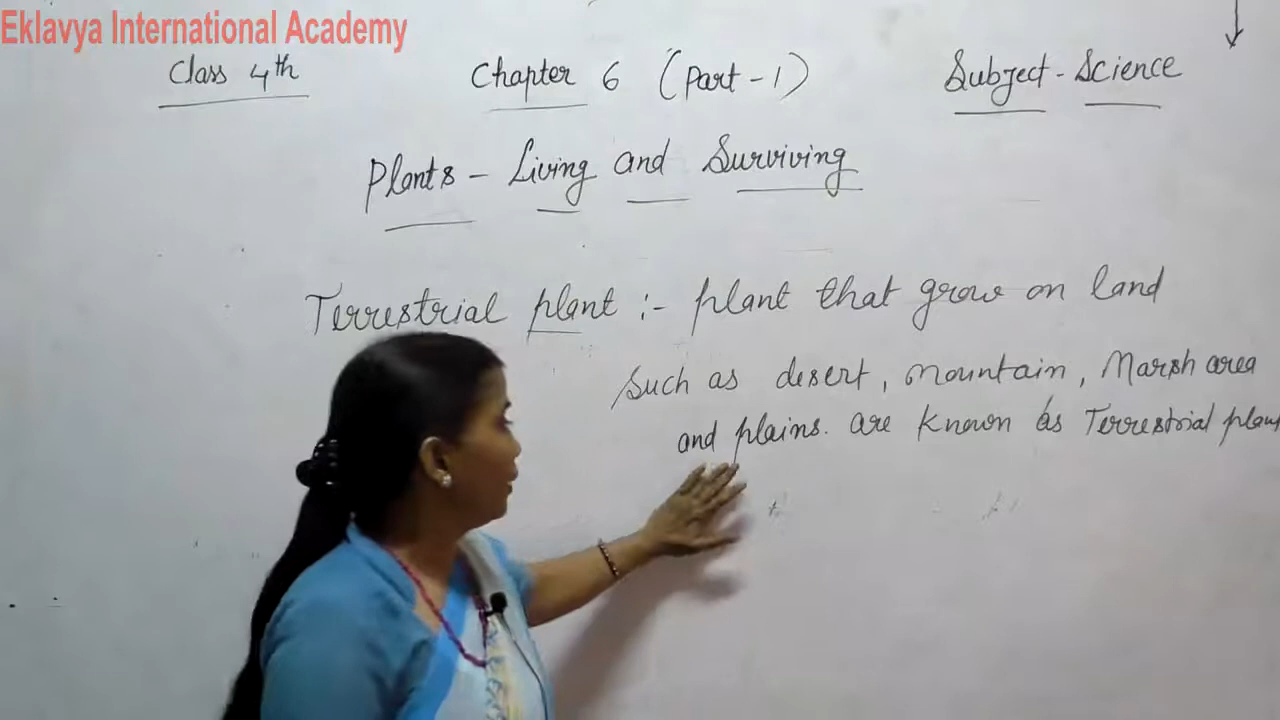 Eklavya International Academy
Class 4th Chapter 6 (Part-1) Subject-Science
Plants - Living and Surviving
Terrestrial plant :- plant that grow on land
Such as desert, mountain, Marsh area
and plains. are known as Terrestrial plant